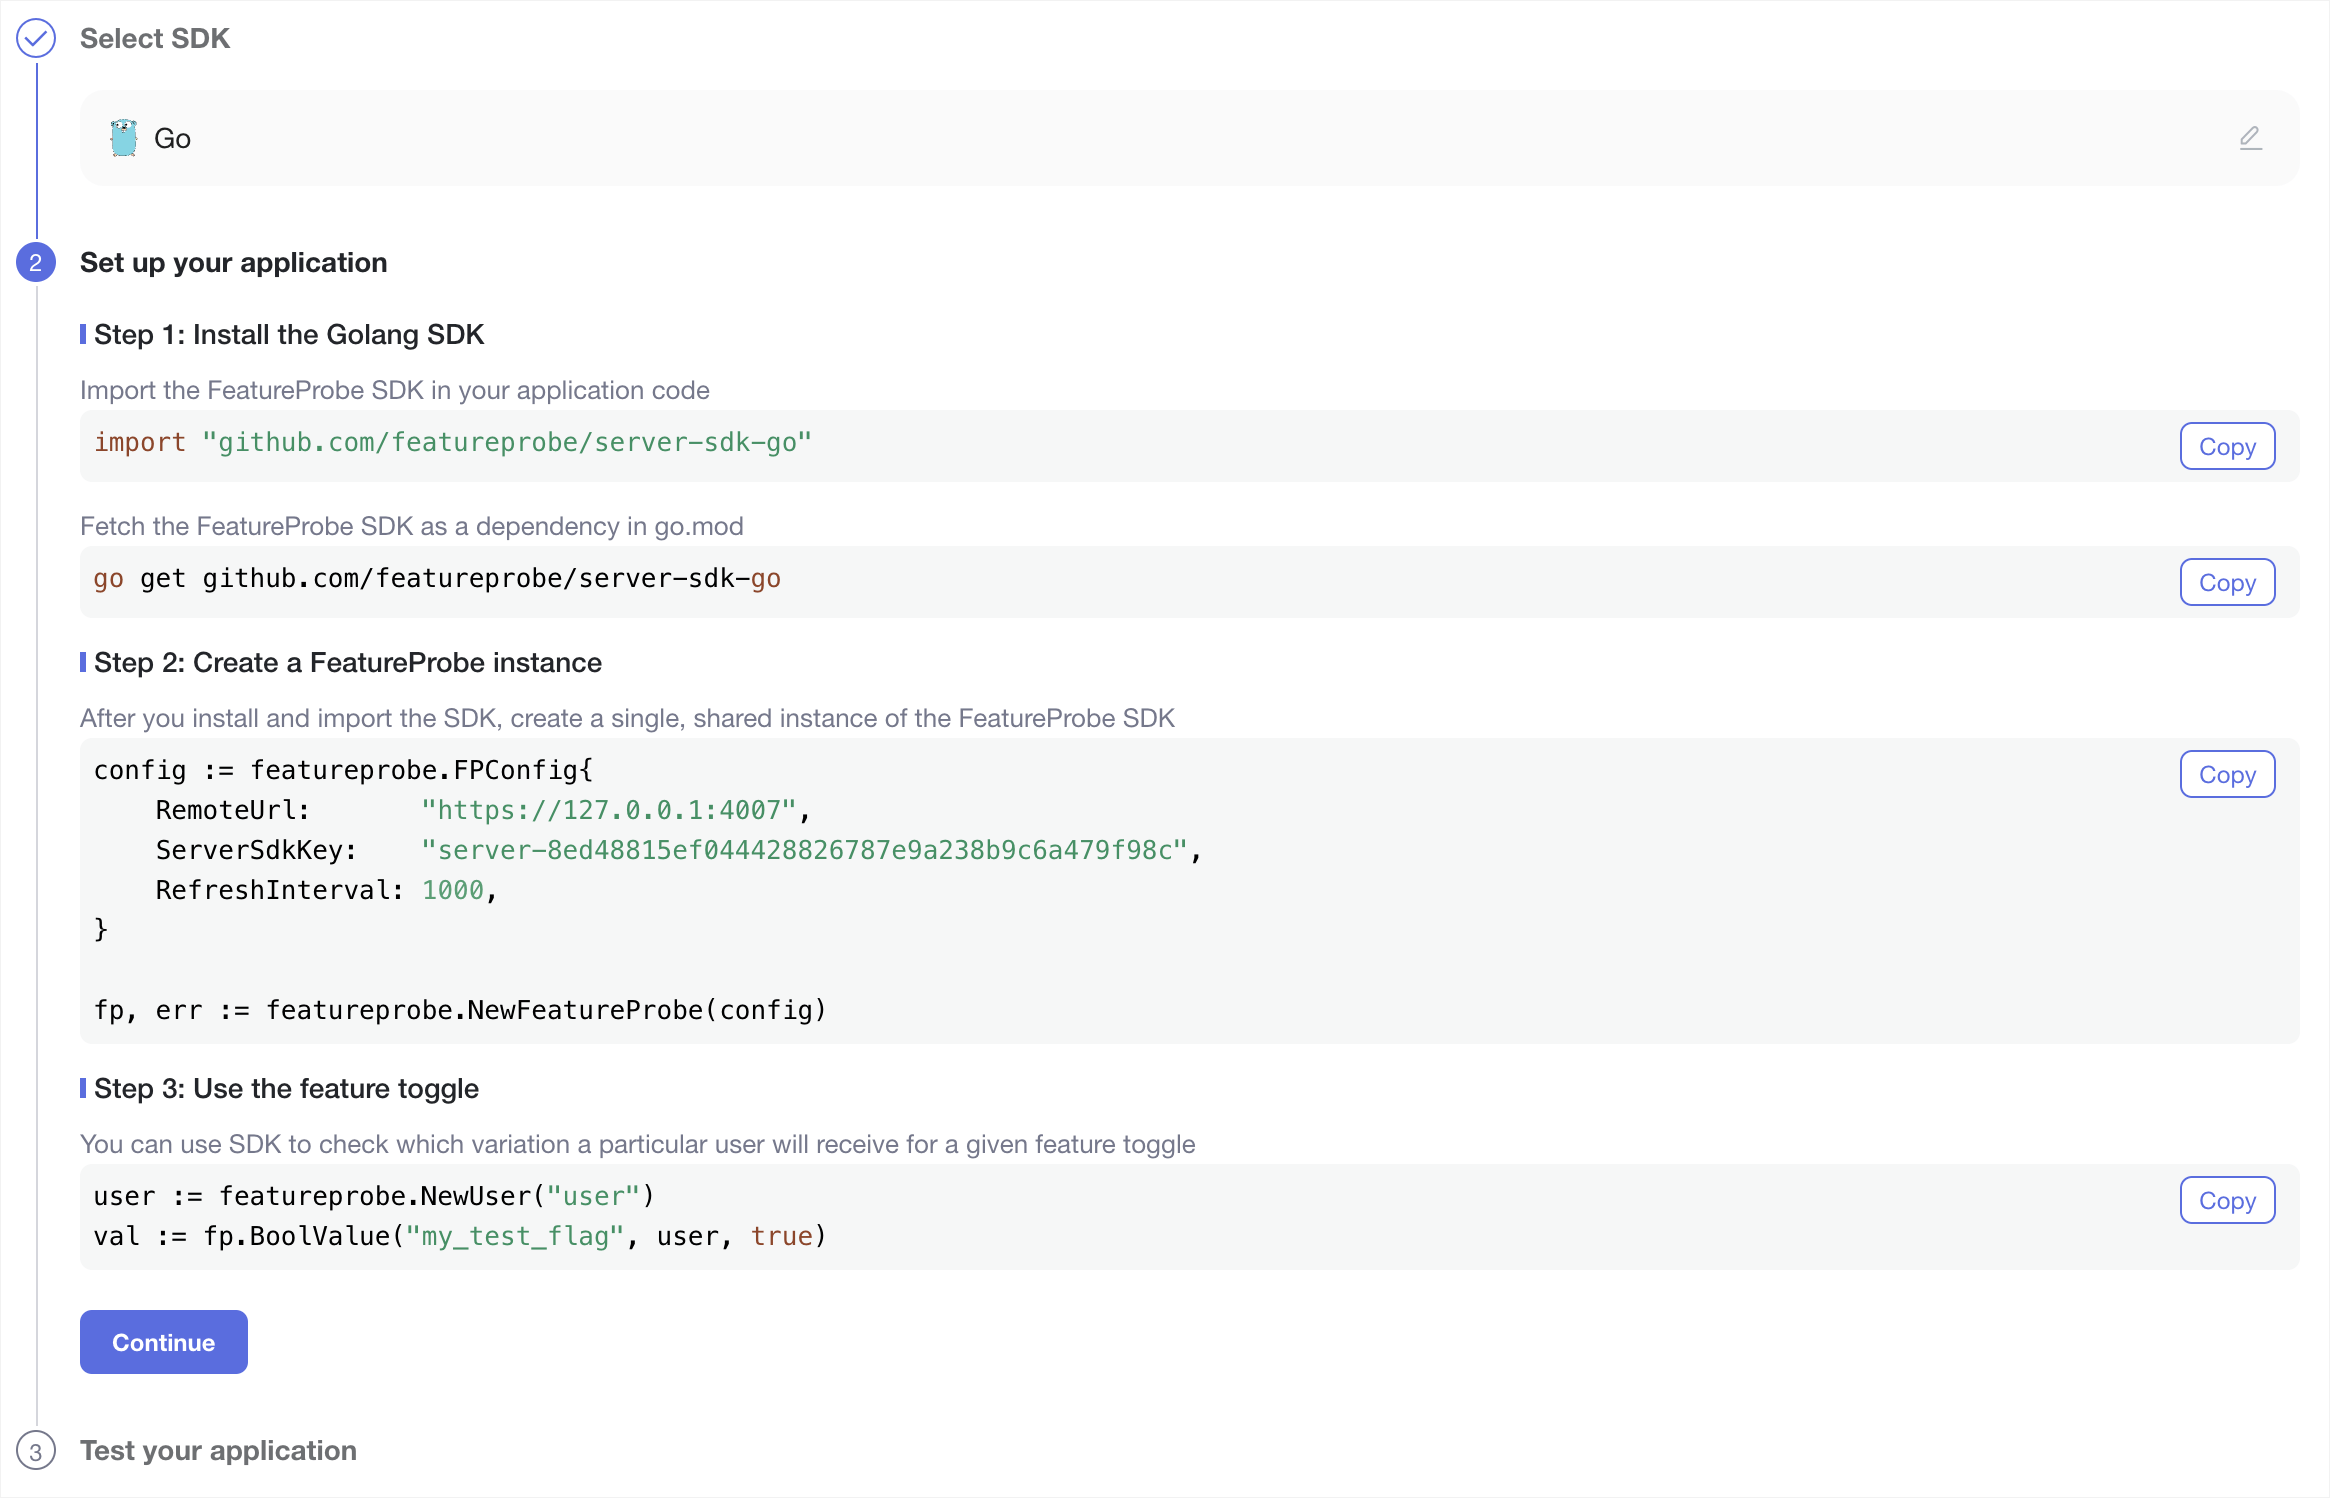 Select SDK
Go
2
Set up your application
Step 1: Install the Golang SDK
Import the FeatureProbe SDK in your application code
import "github.com/featureprobe/server-sdk-go"
Copy
Fetch the FeatureProbe SDK as a dependency in go.mod
go get github.com/featureprobe/server-sdk-go
Copy
Step 2: Create a FeatureProbe instance
After you install and import the SDK, create a single, shared instance of the FeatureProbe SDK
config := featureprobe.FPConfig{
Copy
    RemoteUrl:       "https://127.0.0.1:4007",
    ServerSdkKey:    "server-8ed48815ef044428826787e9a238b9c6a479f98c",
    RefreshInterval: 1000,
}
fp, err := featureprobe.NewFeatureProbe(config)
Step 3: Use the feature toggle
You can use SDK to check which variation a particular user will receive for a given feature toggle
user := featureprobe.NewUser("user")
Copy
val := fp.BoolValue("my_test_flag", user, true)
Continue
3
Test your application